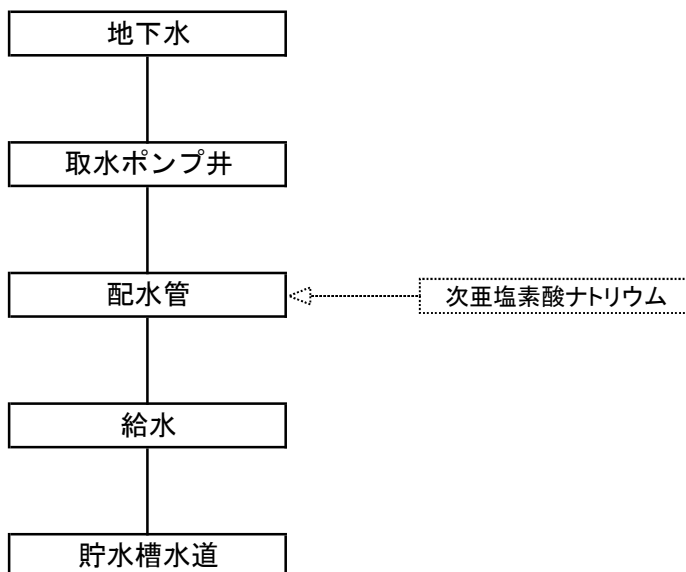 地下水
取水ポンプ井
配水管
次亜塩素酸ナトリウム
給水
貯水槽水道